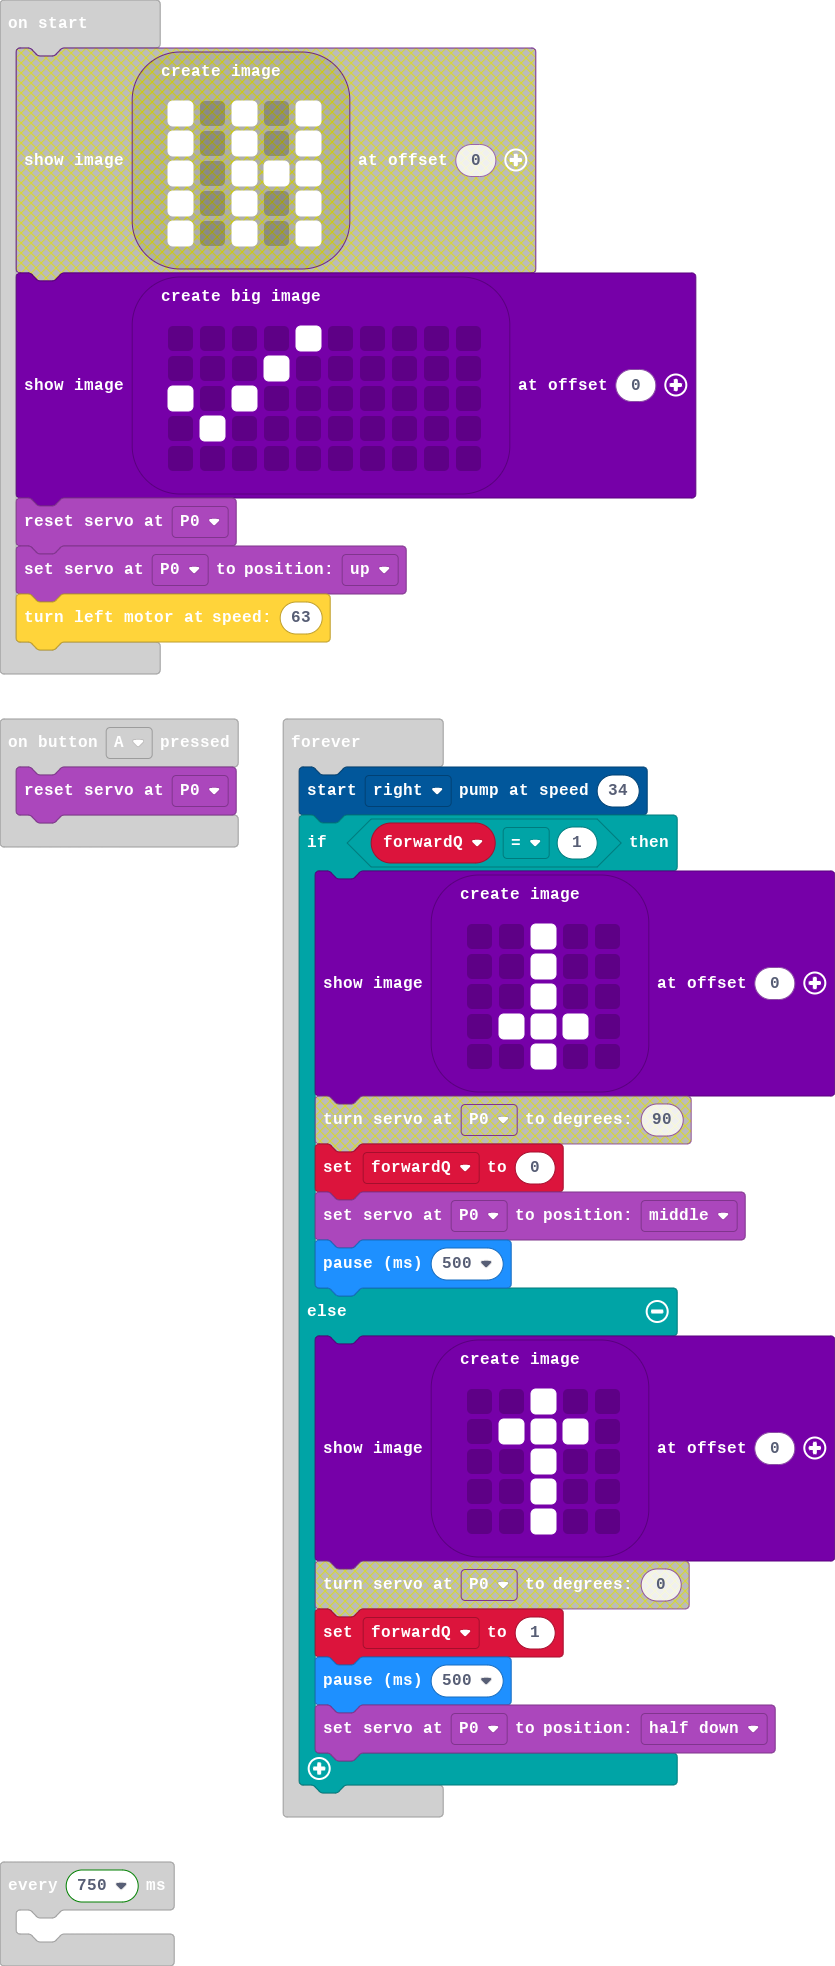 on start
create image
show image at offset 0
create big image
show image at offset 0
reset servo at P0
set servo at P0 to position: up
turn left motor at speed: 63
on button A pressed
reset servo at P0
forever
start right pump at speed 34
if forwardQ = 1 then
create image
show image at offset 0
turn servo at P0 to degrees: 90
set forwardQ to 0
set servo at P0 to position: middle
pause (ms) 500
else
create image
show image at offset 0
turn servo at P0 to degrees: 0
set forwardQ to 1
pause (ms) 500
set servo at P0 to position: half down
every 750 ms